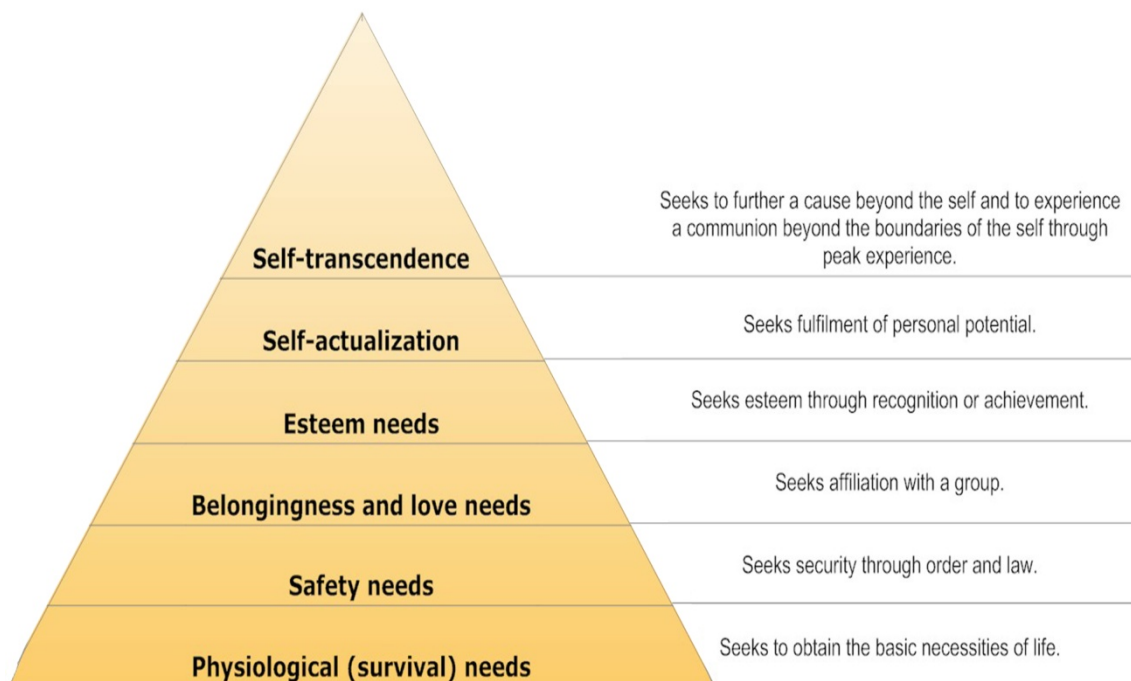 Seeks to further a cause beyond the self and to experience
a communion beyond the boundaries of the self through
peak experience.
Self-transcendence
Seeks fulfilment of personal potential.
Self-actualization
Seeks esteem through recognition or achievement.
Esteem needs
Seeks affiliation with a group.
Belongingness and love needs
Seeks security through order and law.
Safety needs
Seeks to obtain the basic necessities of life.
Physiological (survival) needs